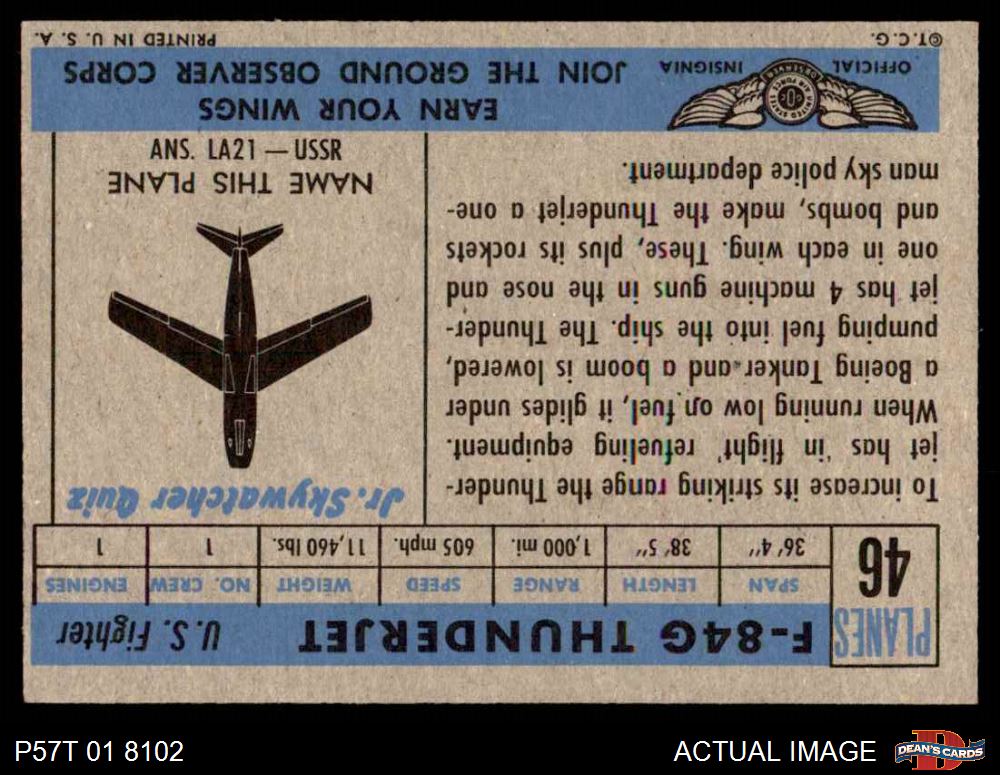 PLANES
46
F-84G THUNDERJET U.S. Fighter
SPAN LENGTH RANGE SPEED WEIGHT NO. CREW ENGINES
36' 4" 38' 5" 1,000 mi. 605 mph. 11,460 lbs. 1 1
To increase its striking range the Thunder-
jet has 'in flight' refueling equipment.
When running low on fuel, it glides under
a Boeing Tanker and a boom is lowered,
pumping fuel into the ship. The Thunder-
jet has 4 machine guns in the nose and
one in each wing. These, plus its rockets
and bombs, make the Thunderjet a one
man sky police department.
Jr. Skywatcher Quiz
NAME THIS PLANE
ANS. LA21 — USSR
OFFICIAL INSIGNIA
UNITED STATES AIR FORCE
GOC
OBSERVER
EARN YOUR WINGS
JOIN THE GROUND OBSERVER CORPS
©T.C.G. PRINTED IN U. S. A.
P57T 01 8102
ACTUAL IMAGE
D
DEAN'S CARDS